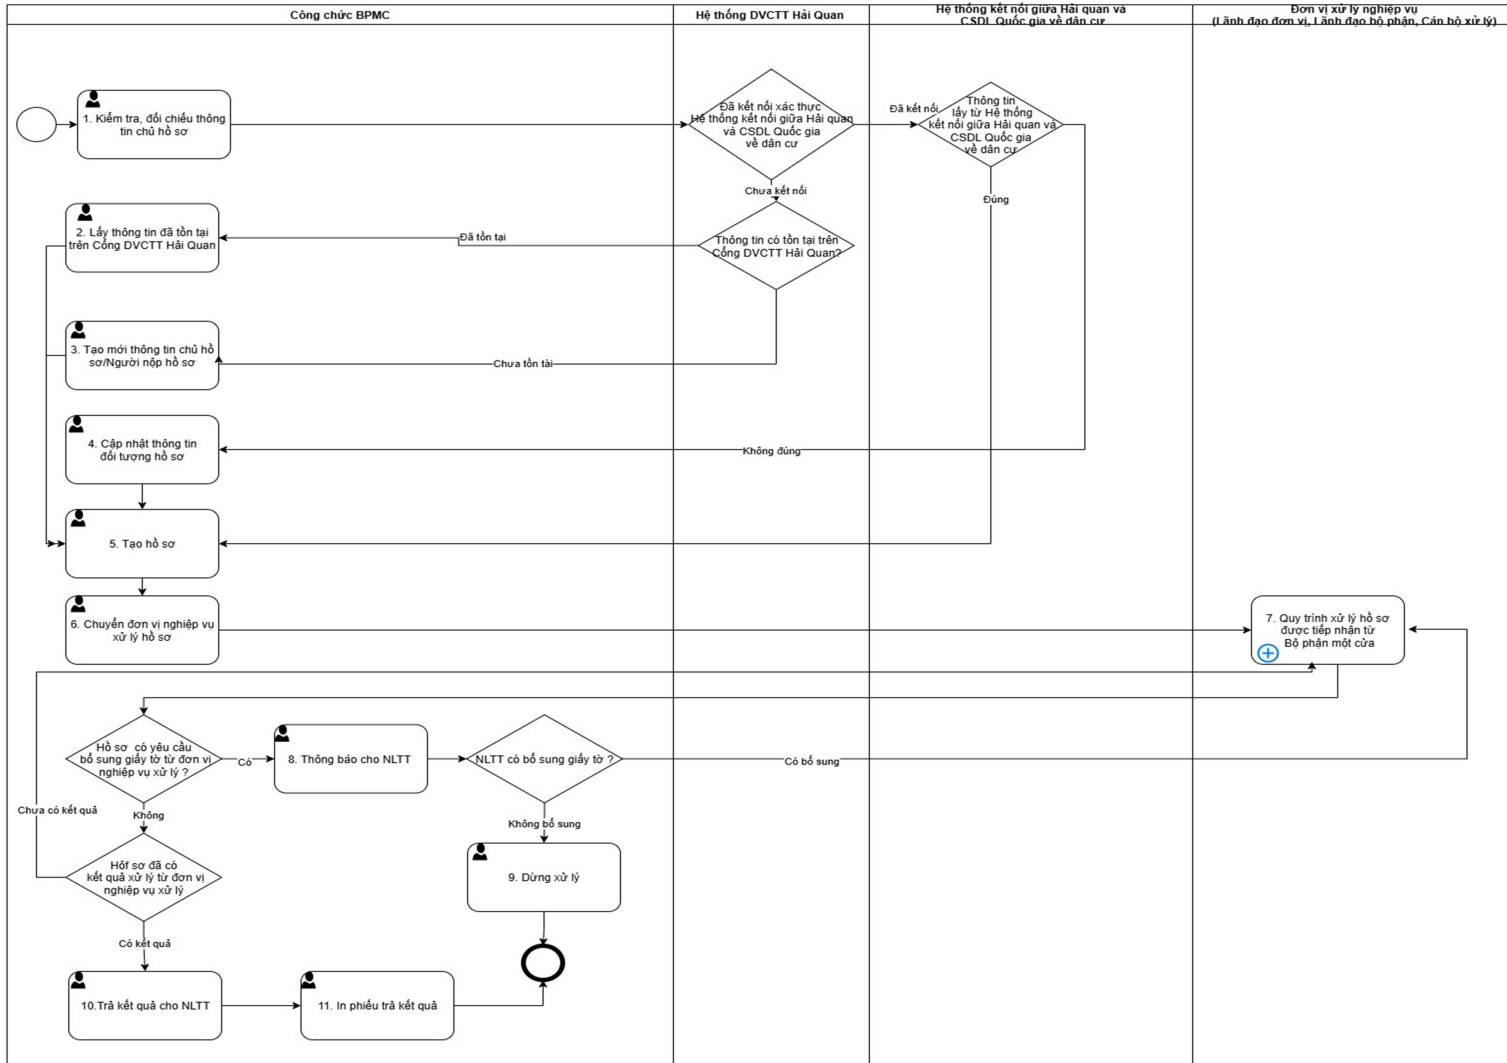 Công chức BPMC
Hệ thống DVCTT Hải Quan
Hệ thống kết nối giữa Hải quan và
CSDL Quốc gia về dân cư
Đơn vị xử lý nghiệp vụ
(Lãnh đạo đơn vị, Lãnh đạo bộ phận, Cán bộ xử lý)
1. Kiểm tra, đối chiếu thông
tin chủ hồ sơ
Đã kết nối xác thực
Hệ thống kết nối giữa Hải quan
và CSDL Quốc gia
về dân cư
Đã kết nối
Thông tin
lấy từ Hệ thống
kết nối giữa Hải quan và
CSDL Quốc gia
về dân cư
Chưa kết nối
Đúng
2. Lấy thông tin đã tồn tại
trên Cổng DVCTT Hải Quan
Đã tồn tại
Thông tin có tồn tại trên
Cổng DVCTT Hải Quan?
3. Tạo mới thông tin chủ hồ
sơ/Người nộp hồ sơ
Chưa tồn tài
4. Cập nhật thông tin
đối tượng hồ sơ
Không đúng
5. Tạo hồ sơ
6. Chuyển đơn vị nghiệp vụ
xử lý hồ sơ
7. Quy trình xử lý hồ sơ
được tiếp nhận từ
Bộ phận một cửa
Hồ sơ có yêu cầu
bổ sung giấy tờ từ đơn vị
nghiệp vụ xử lý ?
Có
8. Thông báo cho NLTT
NLTT có bổ sung giấy tờ ?
Có bổ sung
Chưa có kết quả
Không
Không bổ sung
Hôf sơ đã có
kết quả xử lý từ đơn vị
nghiệp vụ xử lý
9. Dừng xử lý
Có kết quả
10.Trả kết quả cho NLTT
11. In phiếu trả kết quả